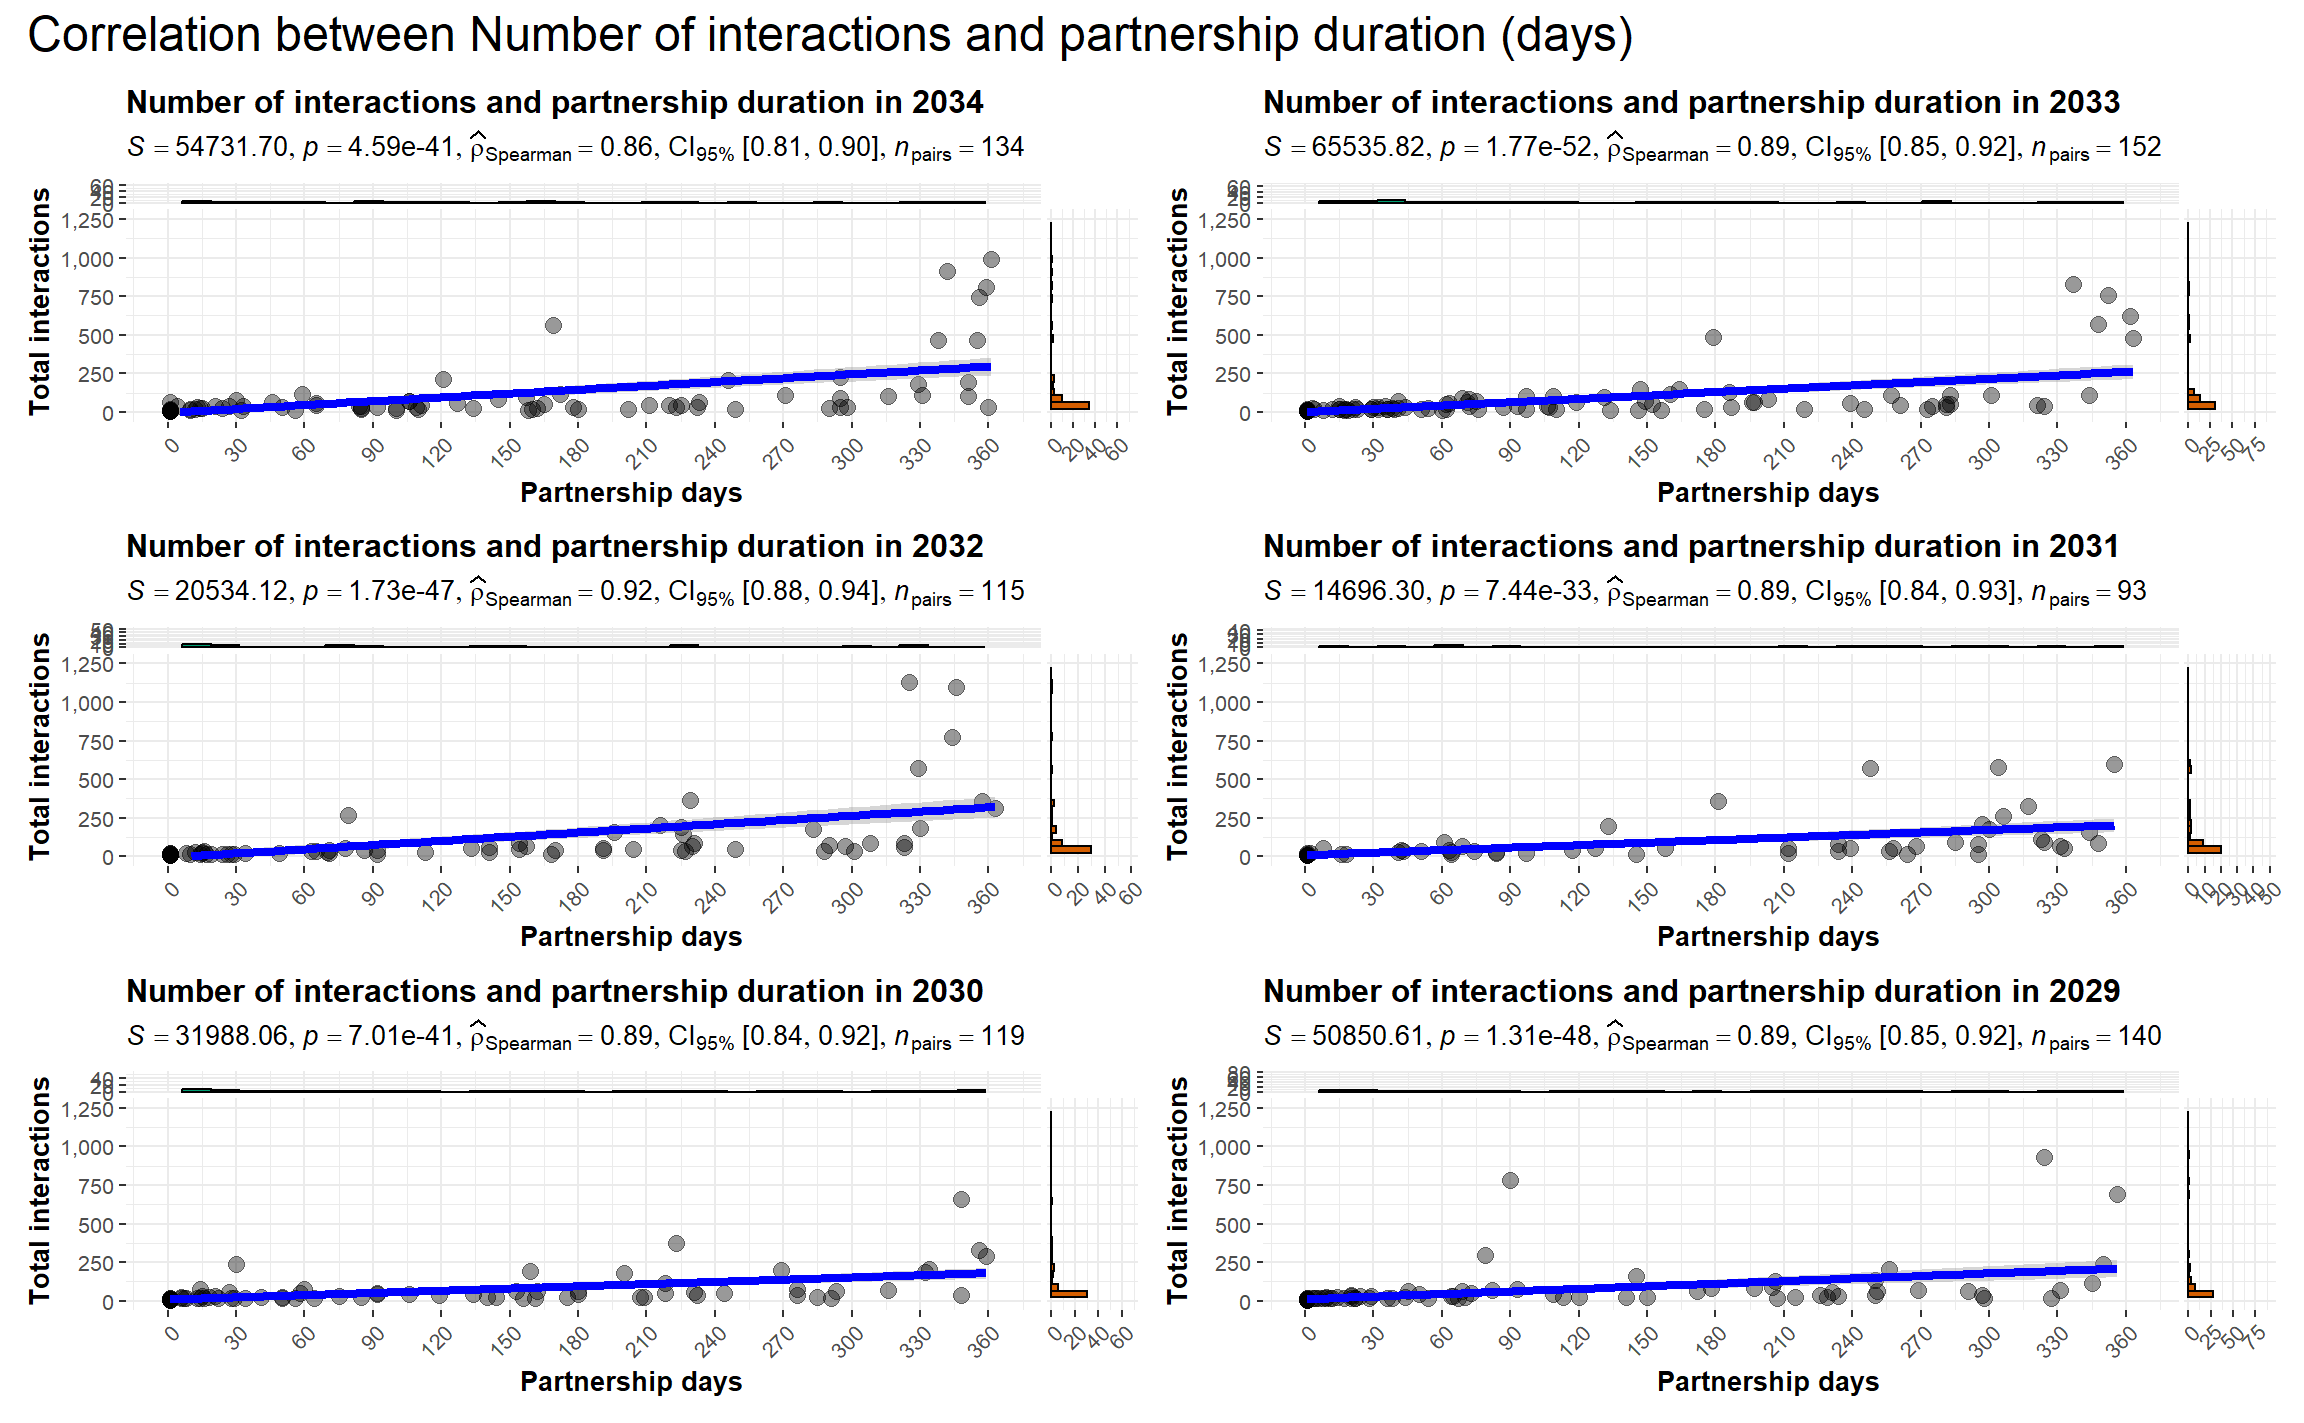 Correlation between Number of interactions and partnership duration (days)
Number of interactions and partnership duration in 2034
S = 54731.70, p = 4.59e-41, ρ̂Spearman = 0.86, CI95% [0.81, 0.90], npairs = 134
Total interactions
1,250
1,000
750
500
250
0
0 30 60 90 120 150 180 210 240 270 300 330 360
0 20 40 60
Partnership days
Number of interactions and partnership duration in 2033
S = 65535.82, p = 1.77e-52, ρ̂Spearman = 0.89, CI95% [0.85, 0.92], npairs = 152
Total interactions
1,250
1,000
750
500
250
0
0 30 60 90 120 150 180 210 240 270 300 330 360
0 25 50 75
Partnership days
Number of interactions and partnership duration in 2032
S = 20534.12, p = 1.73e-47, ρ̂Spearman = 0.92, CI95% [0.88, 0.94], npairs = 115
Total interactions
1,250
1,000
750
500
250
0
0 30 60 90 120 150 180 210 240 270 300 330 360
0 20 40 60
Partnership days
Number of interactions and partnership duration in 2031
S = 14696.30, p = 7.44e-33, ρ̂Spearman = 0.89, CI95% [0.84, 0.93], npairs = 93
Total interactions
1,250
1,000
750
500
250
0
0 30 60 90 120 150 180 210 240 270 300 330 360
0 10 20 30 40 50
Partnership days
Number of interactions and partnership duration in 2030
S = 31988.06, p = 7.01e-41, ρ̂Spearman = 0.89, CI95% [0.84, 0.92], npairs = 119
Total interactions
1,250
1,000
750
500
250
0
0 30 60 90 120 150 180 210 240 270 300 330 360
0 20 40 60
Partnership days
Number of interactions and partnership duration in 2029
S = 50850.61, p = 1.31e-48, ρ̂Spearman = 0.89, CI95% [0.85, 0.92], npairs = 140
Total interactions
1,250
1,000
750
500
250
0
0 30 60 90 120 150 180 210 240 270 300 330 360
0 25 50 75
Partnership days